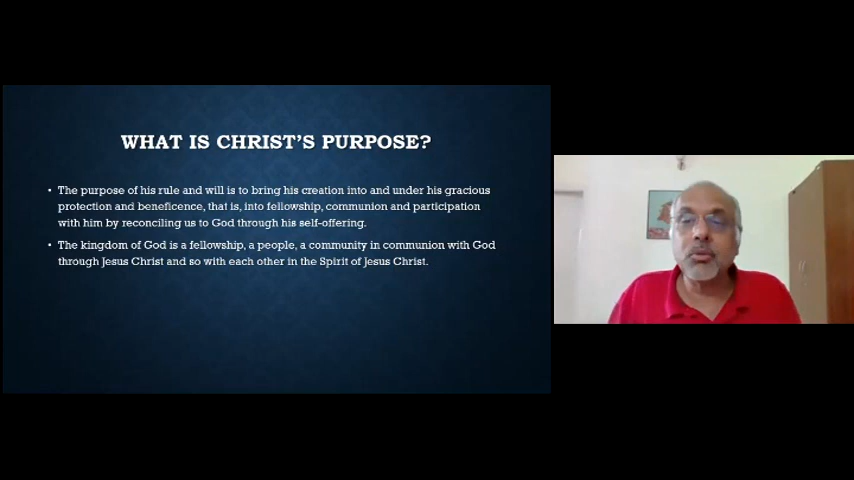 WHAT IS CHRIST'S PURPOSE?
• The purpose of his rule and will is to bring his creation into and under his gracious
protection and beneficence, that is, into fellowship, communion and participation
with him by reconciling us to God through his self-offering.
• The kingdom of God is a fellowship, a people, a community in communion with God
through Jesus Christ and so with each other in the Spirit of Jesus Christ.